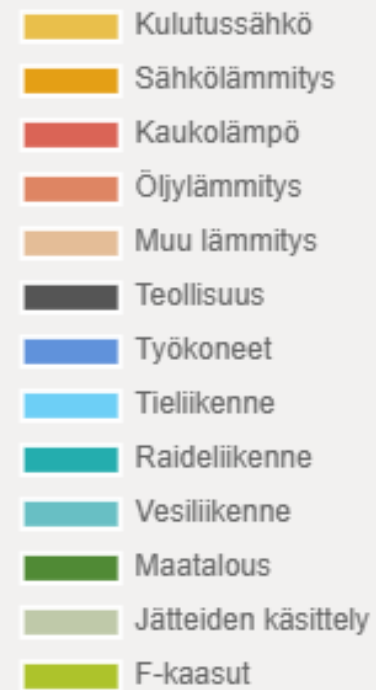 Kulutussähkö
Sähkölämmitys
Kaukolämpö
Öljylämmitys
Muu lämmitys
Teollisuus
Työkoneet
Tieliikenne
Raideliikenne
Vesiliikenne
Maatalous
Jätteiden käsittely
F-kaasut